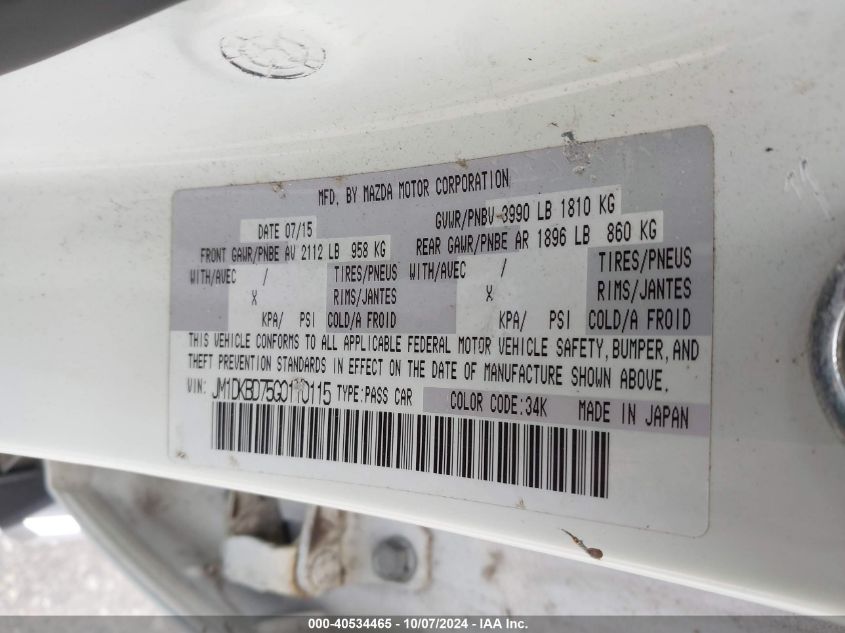 MFD. BY MAZDA MOTOR CORPORATION
DATE 07/15 GVWR/PNBV 3990 LB 1810 KG
FRONT GAWR/PNBE AV 2112 LB 958 KG REAR GAWR/PNBE AR 1896 LB 860 KG
WITH/AVEC / TIRES/PNEUS WITH/AVEC / TIRES/PNEUS
X RIMS/JANTES X RIMS/JANTES
KPA/ PSI COLD/A FROID KPA/ PSI COLD/A FROID
THIS VEHICLE CONFORMS TO ALL APPLICABLE FEDERAL MOTOR VEHICLE SAFETY, BUMPER, AND
THEFT PREVENTION STANDARDS IN EFFECT ON THE DATE OF MANUFACTURE SHOWN ABOVE.
VIN: JM1DKBD75G0110115 TYPE:PASS CAR COLOR CODE:34K MADE IN JAPAN
000-40534465 - 10/07/2024 - IAA Inc.